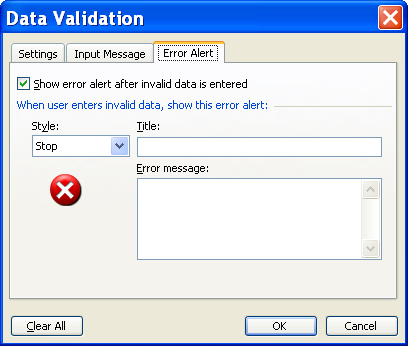 Data Validation
Settings
Input Message
Error Alert
Show error alert after invalid data is entered
When user enters invalid data, show this error alert:
Style:
Title:
Stop
Error message:
Clear All
OK
Cancel